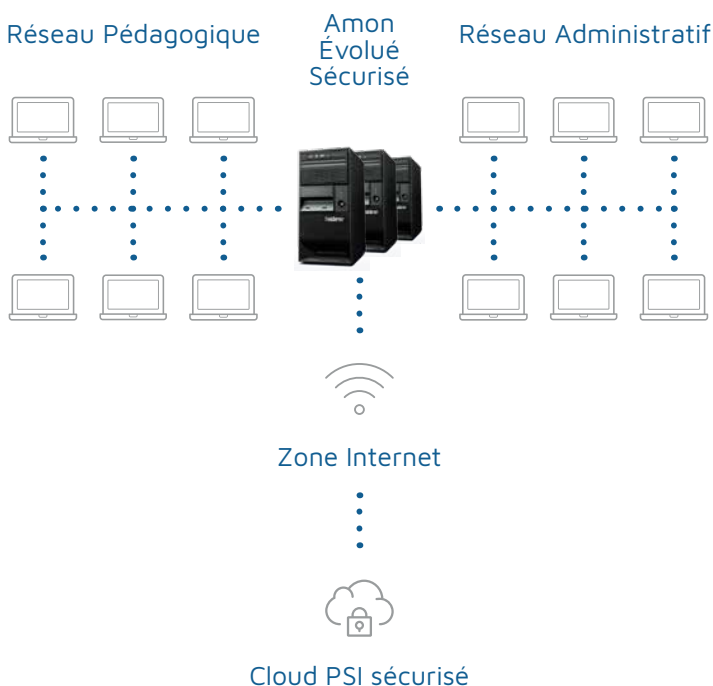 Réseau Pédagogique
Amon
Évolué
Sécurisé
Réseau Administratif
Zone Internet
Cloud PSI sécurisé